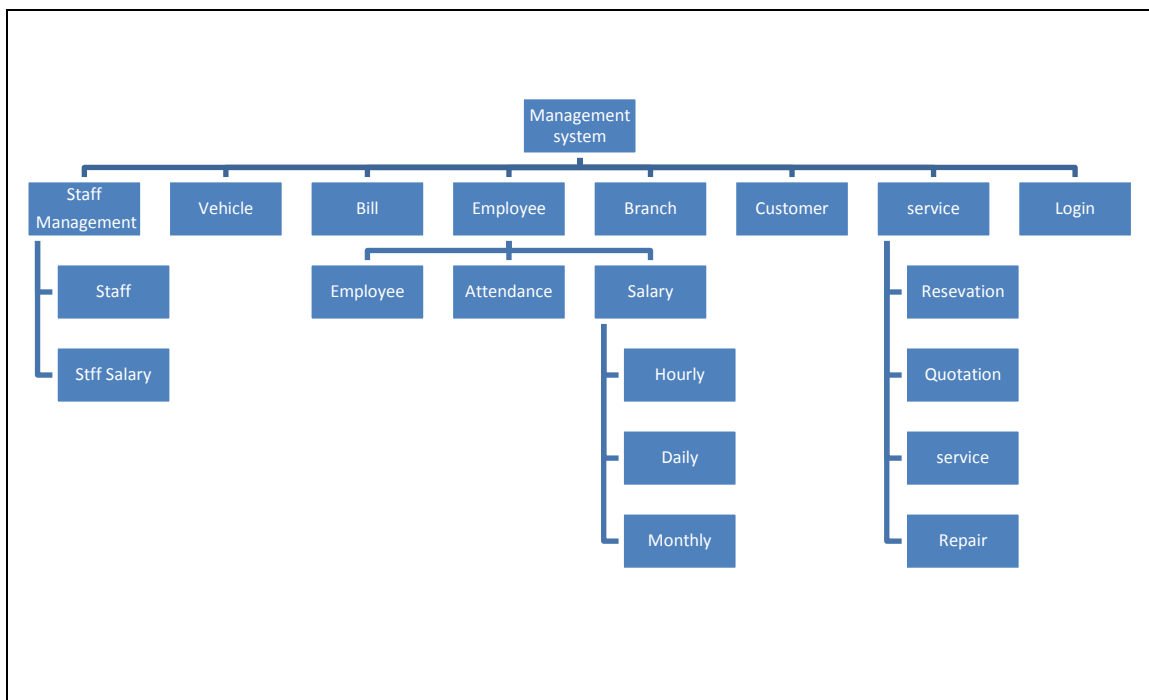 Management
system
Staff
Management
Vehicle
Bill
Employee
Branch
Customer
service
Login
Staff
Employee
Attendance
Salary
Resevation
Stff Salary
Hourly
Quotation
Daily
service
Monthly
Repair